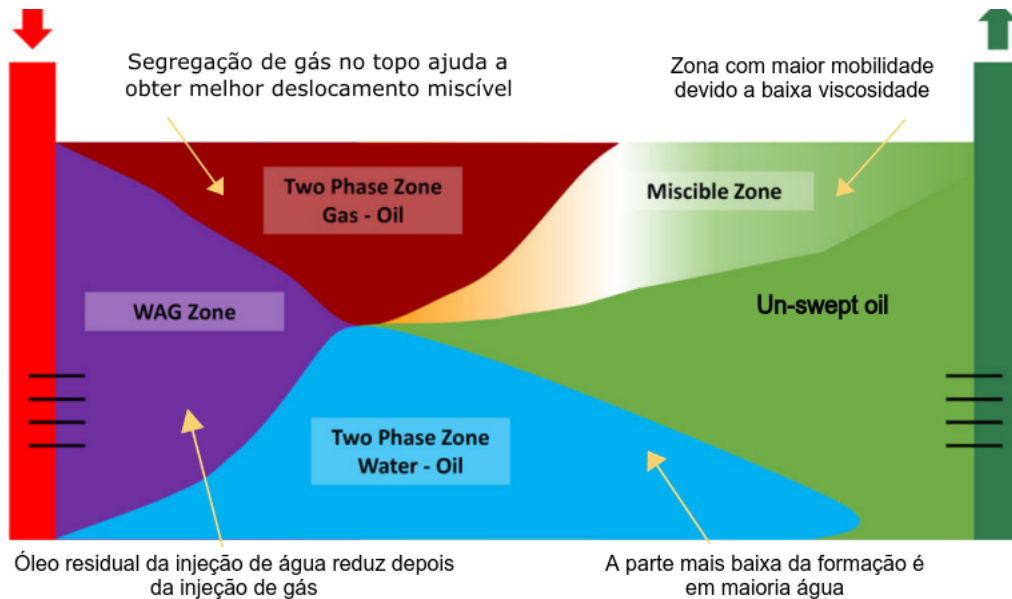 Segregação de gás no topo ajuda a
obter melhor deslocamento miscível
Zona com maior mobilidade
devido a baixa viscosidade
Two Phase Zone
Gas - Oil
Miscible Zone
WAG Zone
Un-swept oil
Two Phase Zone
Water - Oil
Óleo residual da injeção de água reduz depois
da injeção de gás
A parte mais baixa da formação é
em maioria água